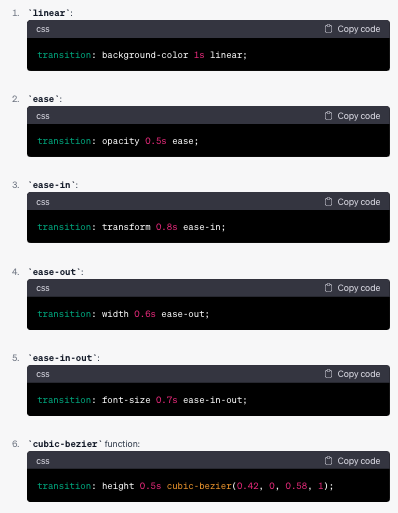 1. `linear`:
css Copy code
transition: background-color 1s linear;
2. `ease`:
css Copy code
transition: opacity 0.5s ease;
3. `ease-in`:
css Copy code
transition: transform 0.8s ease-in;
4. `ease-out`:
css Copy code
transition: width 0.6s ease-out;
5. `ease-in-out`:
css Copy code
transition: font-size 0.7s ease-in-out;
6. `cubic-bezier` function:
css Copy code
transition: height 0.5s cubic-bezier(0.42, 0, 0.58, 1);